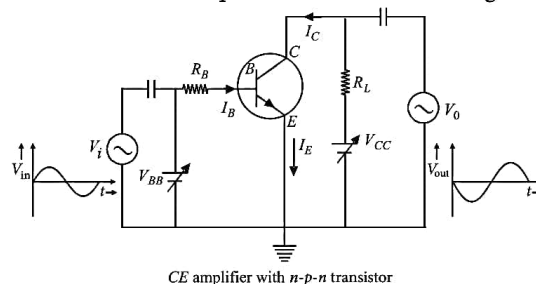 I_C
C
B
R_B
I_B
R_L
E
V_i
V_0
I_E
V_CC
V_in
t
V_BB
V_out
t
CE amplifier with n-p-n transistor